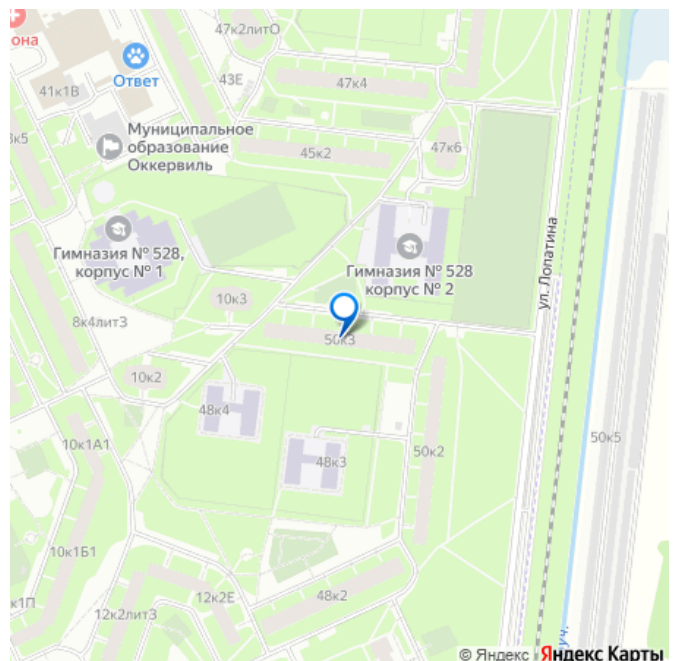 она
47к2литО
Ответ
43Е
47к4
41к1В
Муниципальное
образование
Оккервиль
45к2
47к6
Гимназия № 528,
корпус № 1
Гимназия № 528
корпус № 2
ул. Лопатина
10к3
8к4литЗ
50к3
10к2
48к4
10к1А1
48к3
50к2
50к5
10к1Б1
12к2Е
48к2
к1П
12к2литЗ
© Яндекс
Яндекс Карты